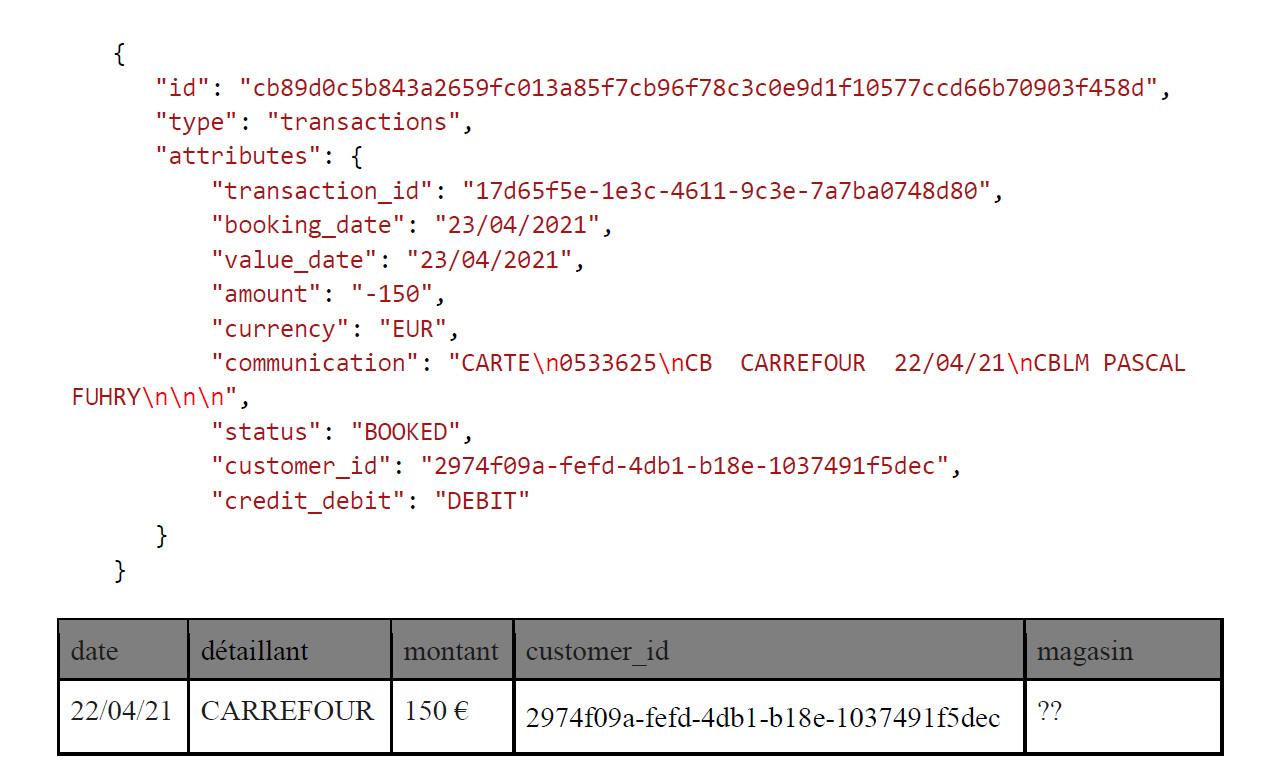 {
"id": "cb89d0c5b843a2659fc013a85f7cb96f78c3c0e9d1f10577ccd66b70903f458d",
"type": "transactions",
"attributes": {
"transaction_id": "17d65f5e-1e3c-4611-9c3e-7a7ba0748d80",
"booking_date": "23/04/2021",
"value_date": "23/04/2021",
"amount": "-150",
"currency": "EUR",
"communication": "CARTE\n0533625\nCB  CARREFOUR  22/04/21\nCBLM PASCAL
FUHRY\n\n\n",
"status": "BOOKED",
"customer_id": "2974f09a-fefd-4db1-b18e-1037491f5dec",
"credit_debit": "DEBIT"
}
}
date détaillant montant customer_id magasin
22/04/21 CARREFOUR 150 € 2974f09a-fefd-4db1-b18e-1037491f5dec ??